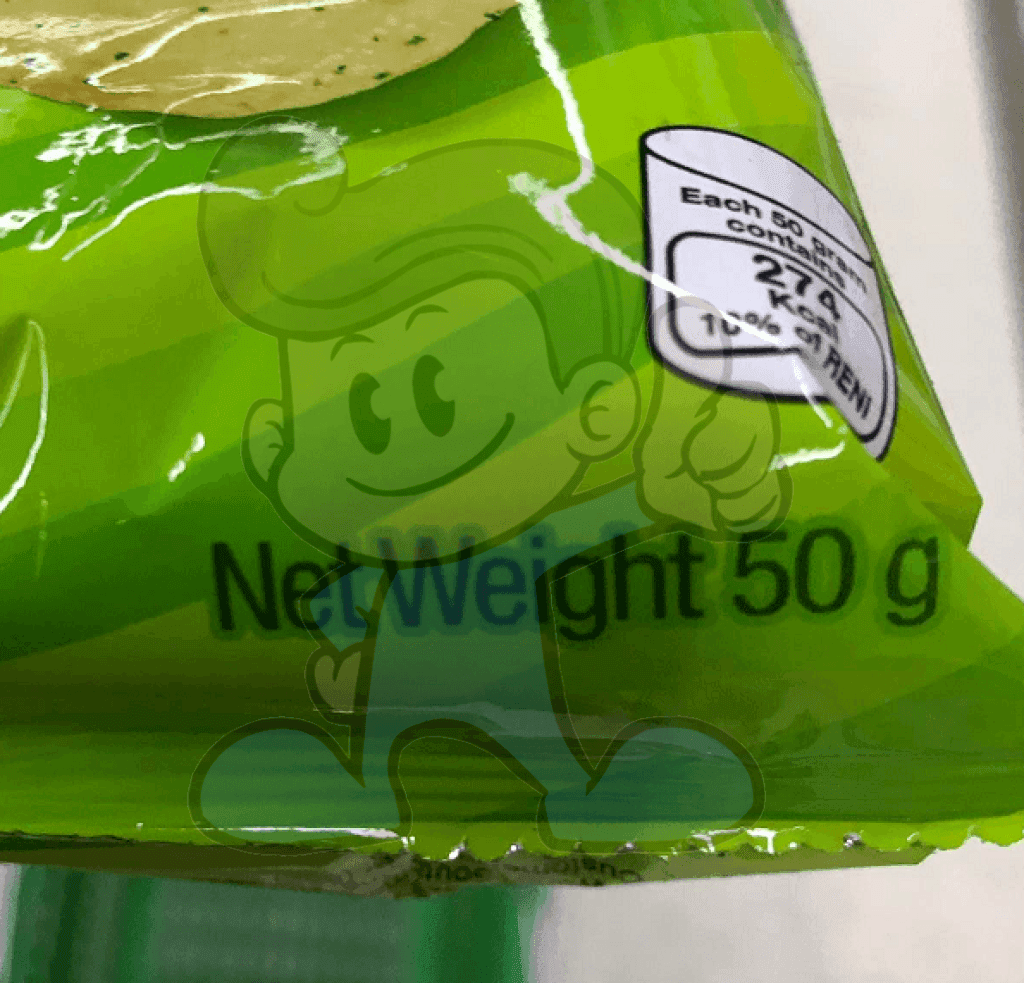 Each 50 gram
contains
274
Kcal
10% of RENI
Net Weight 50 g